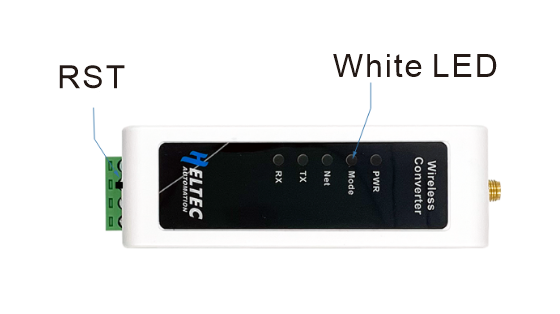 RST
White LED
HELTEC
AUTOMATION
RX
TX
Net
Mode
PWR
Wireless
Converter